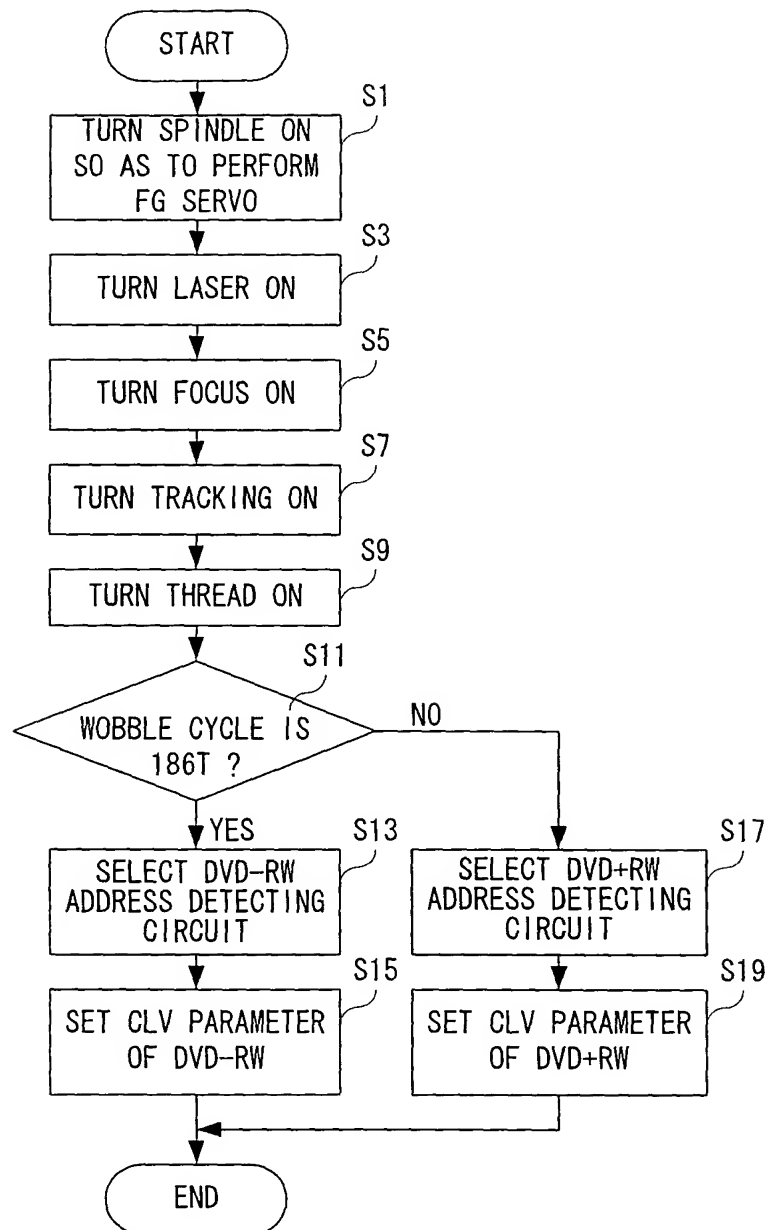 START
S1
TURN SPINDLE ON
SO AS TO PERFORM
FG SERVO
S3
TURN LASER ON
S5
TURN FOCUS ON
S7
TURN TRACKING ON
S9
TURN THREAD ON
S11
WOBBLE CYCLE IS
186T ?
NO
YES
S13
SELECT DVD-RW
ADDRESS DETECTING
CIRCUIT
S17
SELECT DVD+RW
ADDRESS DETECTING
CIRCUIT
S15
SET CLV PARAMETER
OF DVD-RW
S19
SET CLV PARAMETER
OF DVD+RW
END